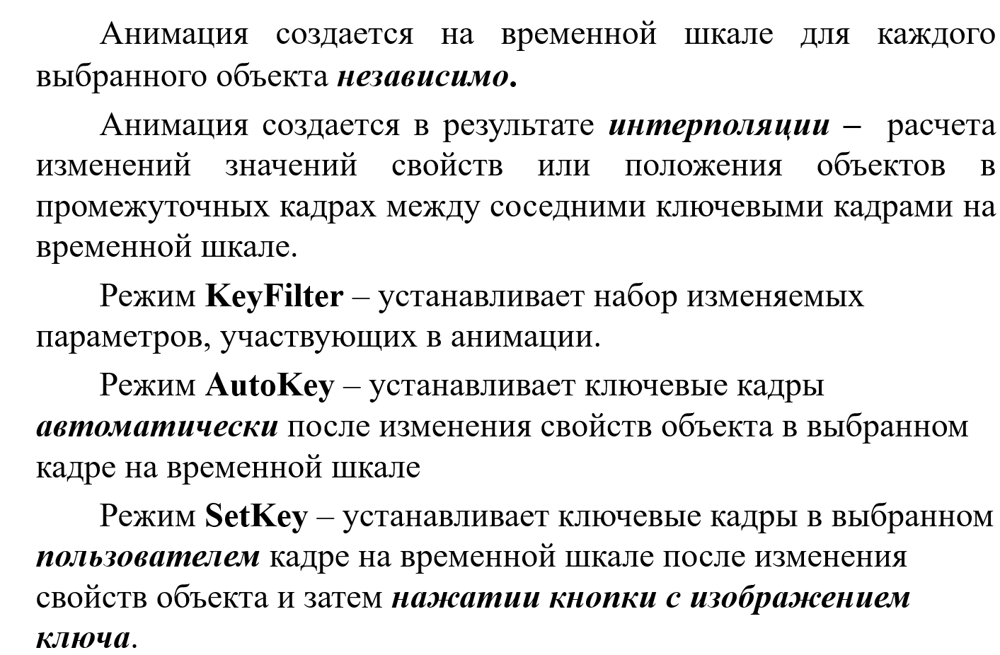 Анимация создается на временной шкале для каждого
выбранного объекта независимо.
Анимация создается в результате интерполяции – расчета
изменений значений свойств или положения объектов в
промежуточных кадрах между соседними ключевыми кадрами на
временной шкале.
Режим KeyFilter – устанавливает набор изменяемых
параметров, участвующих в анимации.
Режим AutoKey – устанавливает ключевые кадры
автоматически после изменения свойств объекта в выбранном
кадре на временной шкале
Режим SetKey – устанавливает ключевые кадры в выбранном
пользователем кадре на временной шкале после изменения
свойств объекта и затем нажатии кнопки с изображением
ключа.